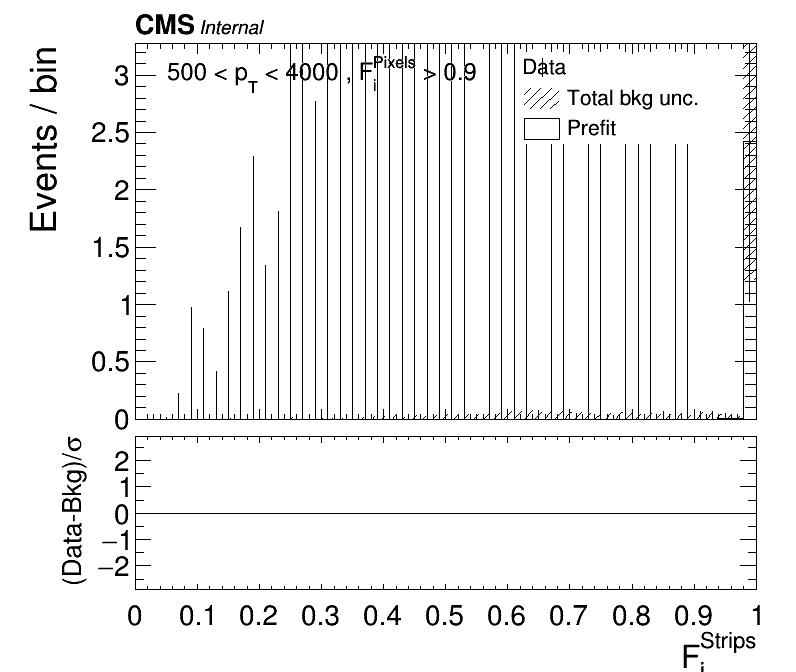 CMS Internal
Events / bin
500 < p_T < 4000 , F_i^Pixels > 0.9
Data
Total bkg unc.
Prefit
3
2.5
2
1.5
1
0.5
0
(Data-Bkg)/σ
2
1
0
−1
−2
0 0.1 0.2 0.3 0.4 0.5 0.6 0.7 0.8 0.9 1
F_i^Strips